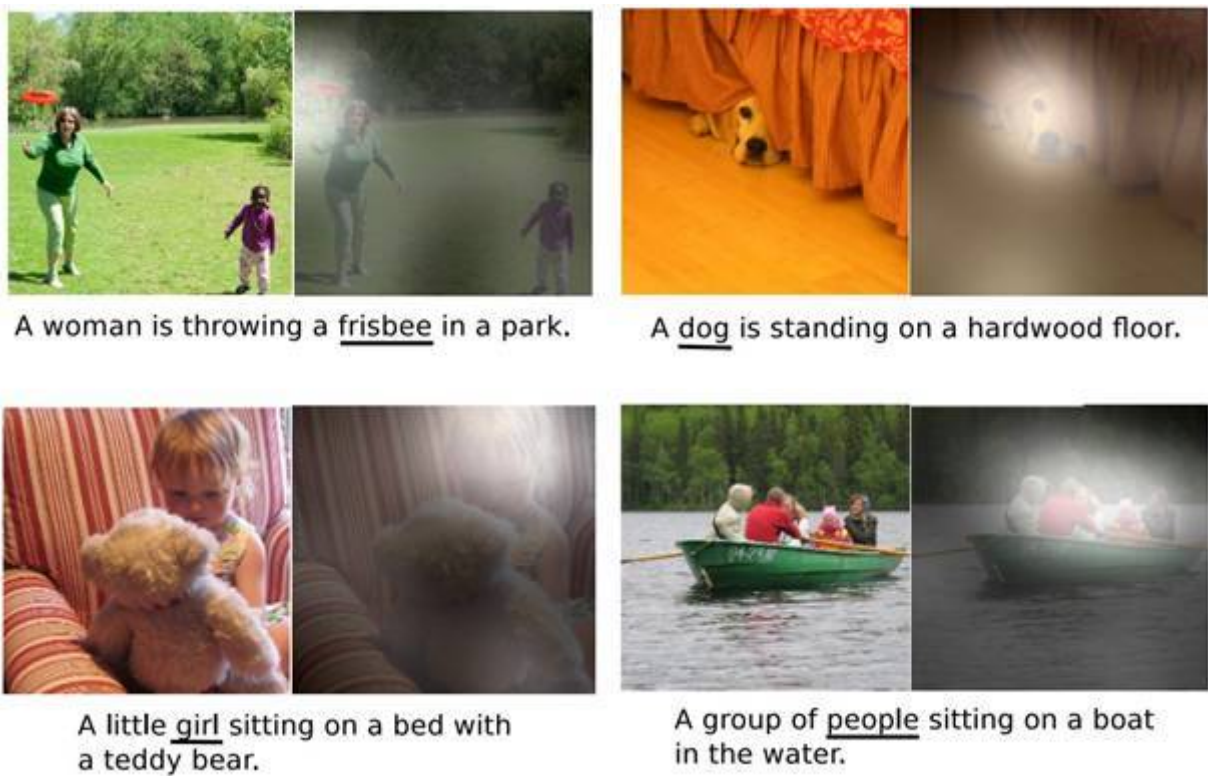 A woman is throwing a frisbee in a park.
A dog is standing on a hardwood floor.
A little girl sitting on a bed with
a teddy bear.
A group of people sitting on a boat
in the water.